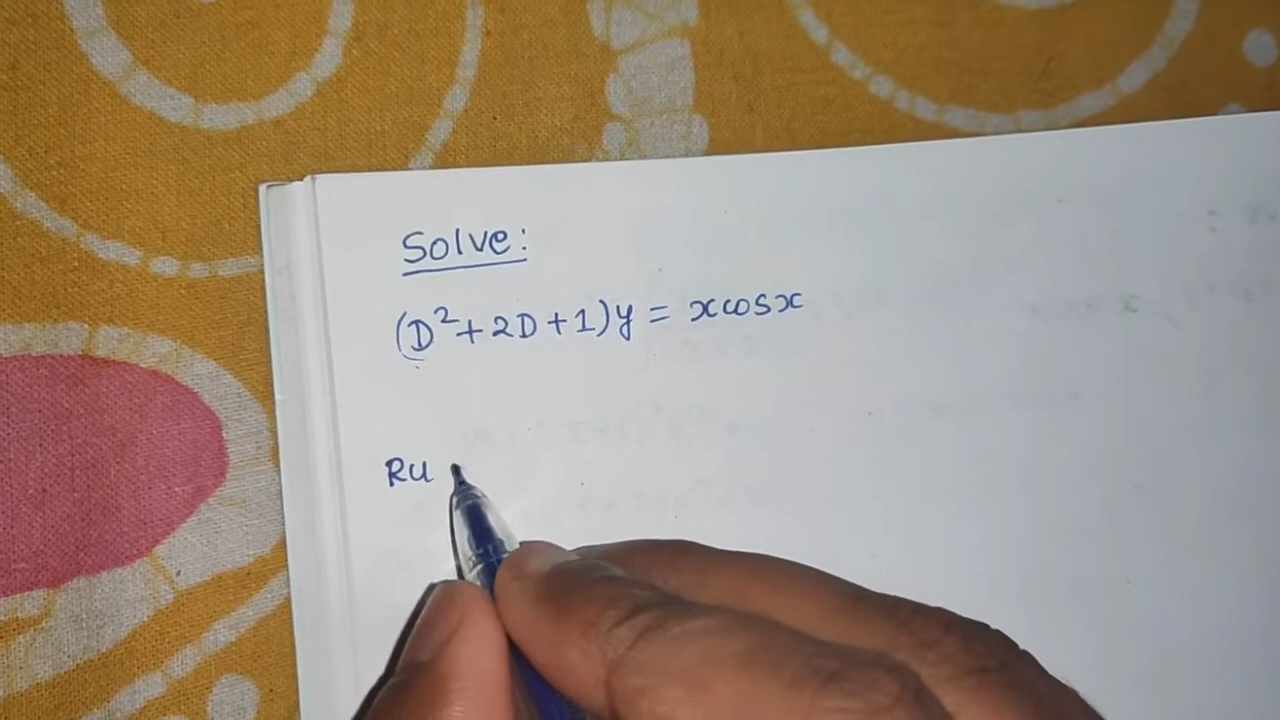 Solve:
(D²+2D+1)y = xcosx
Ru